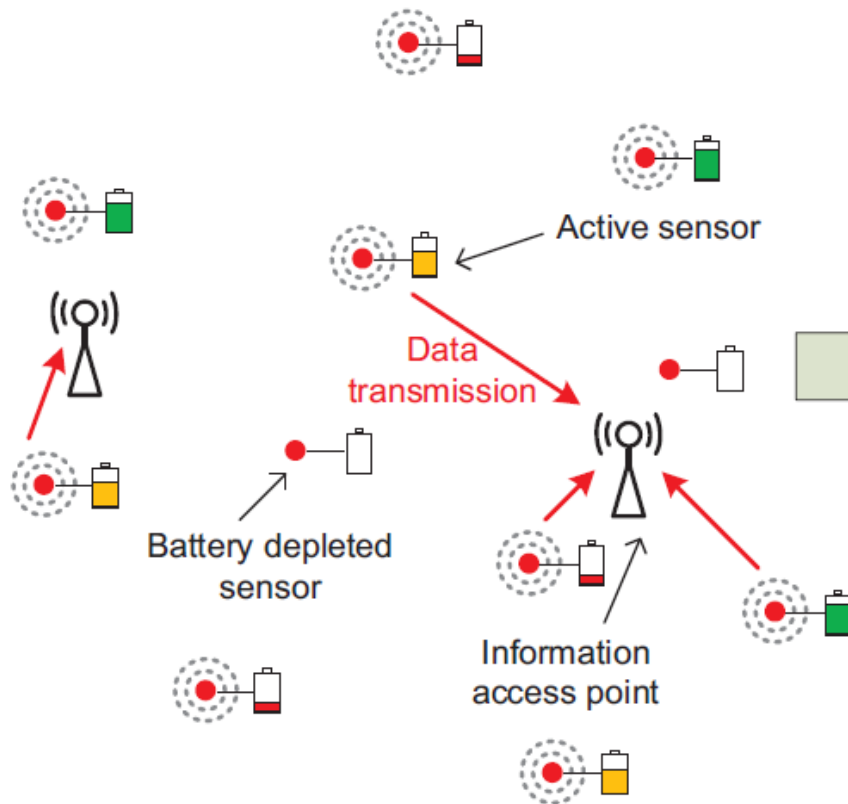 Active sensor
Data
transmission
Battery depleted
sensor
Information
access point